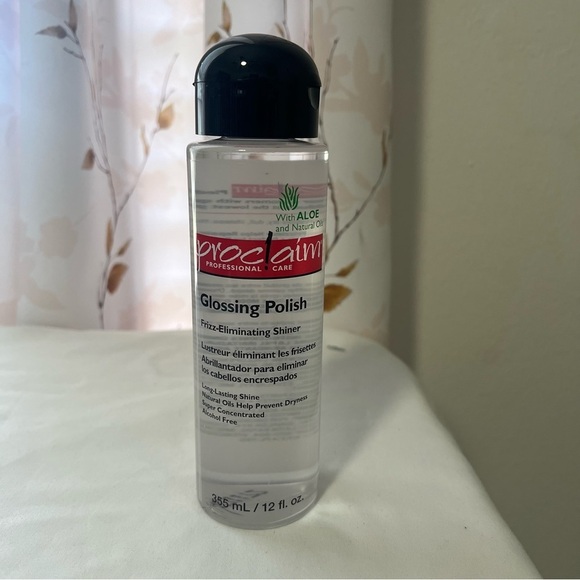 With ALOE
and Natural Oils
proclaim
PROFESSIONAL CARE
Glossing Polish
Frizz-Eliminating Shiner
Lustreur éliminant les frisettes
Abrillantador para eliminar
los cabellos encrespados
Long-Lasting Shine
Natural Oils Help Prevent Dryness
Super Concentrated
Alcohol Free
355 mL / 12 fl. oz.